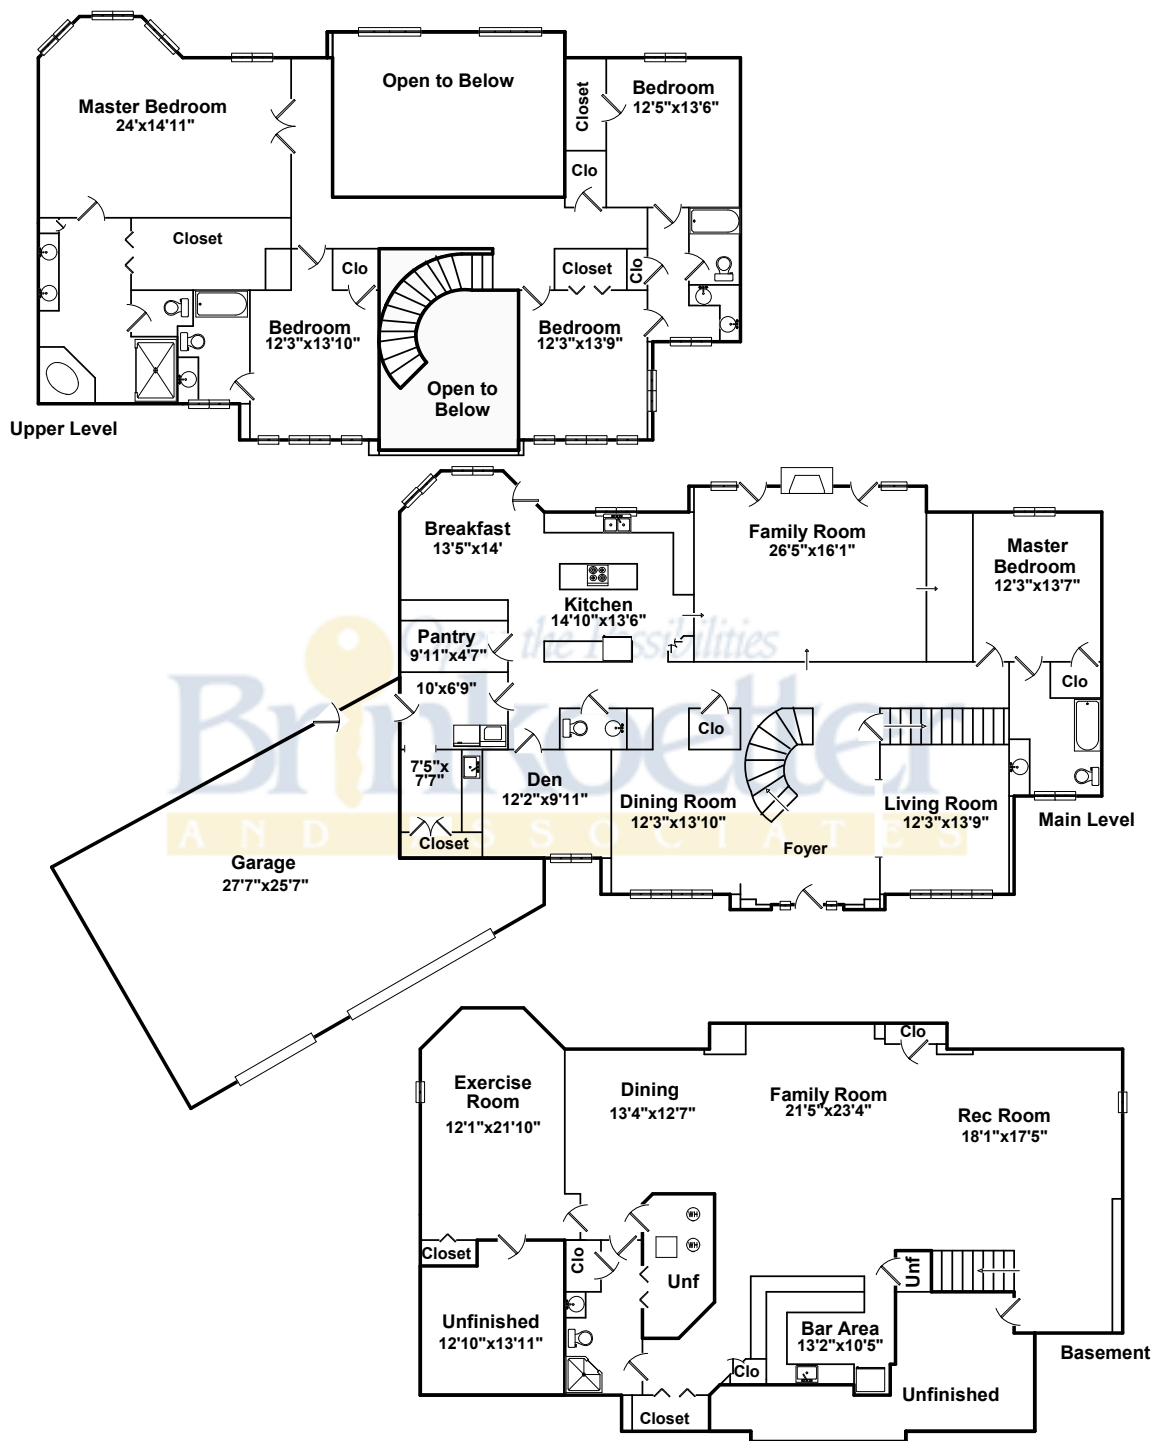 Master Bedroom
24'x14'11"
Open to Below
Closet
Clo
Bedroom
12'5"x13'6"
Closet
Clo
Closet
Clo
Bedroom
12'3"x13'10"
Bedroom
12'3"x13'9"
Open to
Below
Upper Level
Breakfast
13'5"x14'
Family Room
26'5"x16'1"
Master
Bedroom
12'3"x13'7"
Kitchen
14'10"x13'6"
Open the Possibilities
Pantry
9'11"x4'7"
10'x6'9"
Clo
Clo
Brinkoetter
AND ASSOCIATES
7'5"x
7'7"
Den
12'2"x9'11"
Dining Room
12'3"x13'10"
Living Room
12'3"x13'9"
Main Level
Closet
Foyer
Garage
27'7"x25'7"
Clo
Exercise
Room
12'1"x21'10"
Dining
13'4"x12'7"
Family Room
21'5"x23'4"
Rec Room
18'1"x17'5"
WH
WH
Closet
Clo
Unf
Unf
Unfinished
12'10"x13'11"
Bar Area
13'2"x10'5"
Basement
Clo
Unfinished
Closet